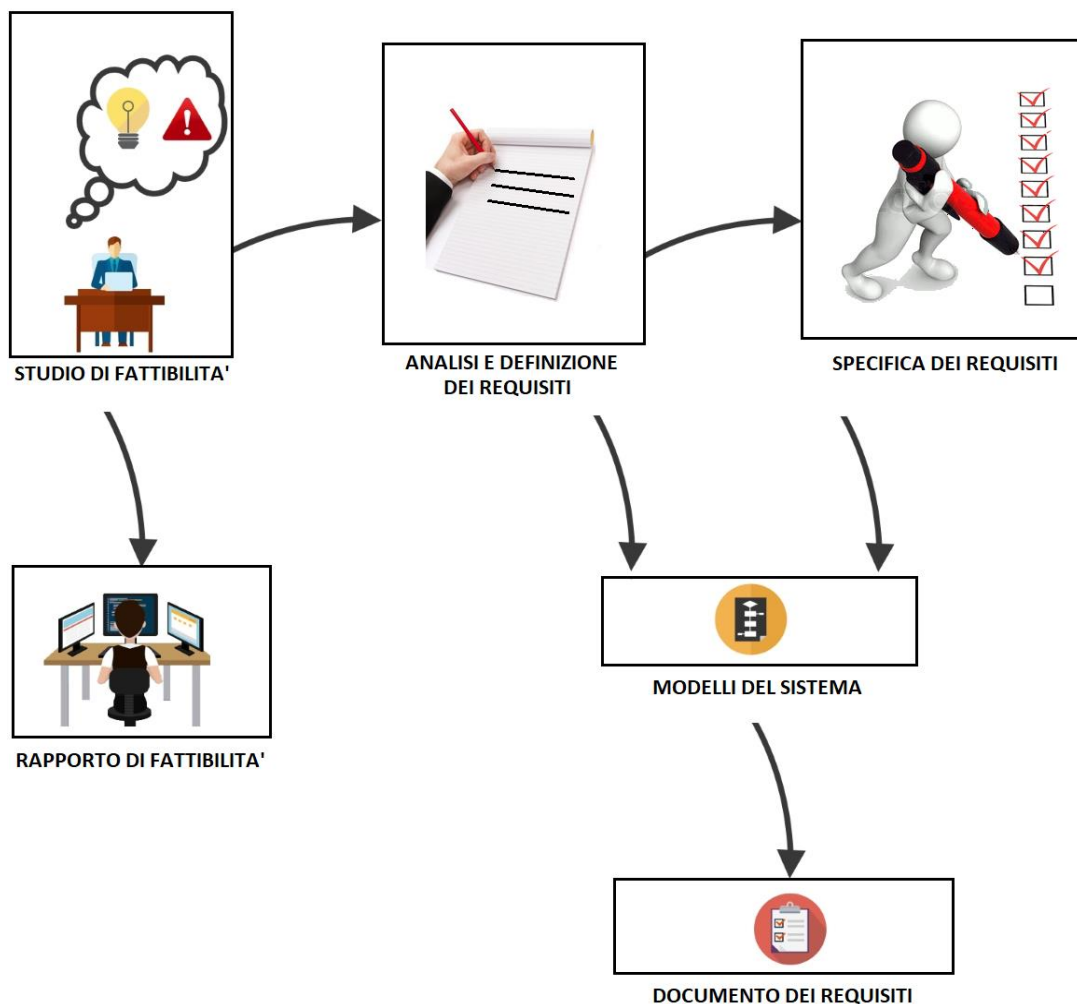 STUDIO DI FATTIBILITA'
ANALISI E DEFINIZIONE
DEI REQUISITI
SPECIFICA DEI REQUISITI
RAPPORTO DI FATTIBILITA'
MODELLI DEL SISTEMA
DOCUMENTO DEI REQUISITI